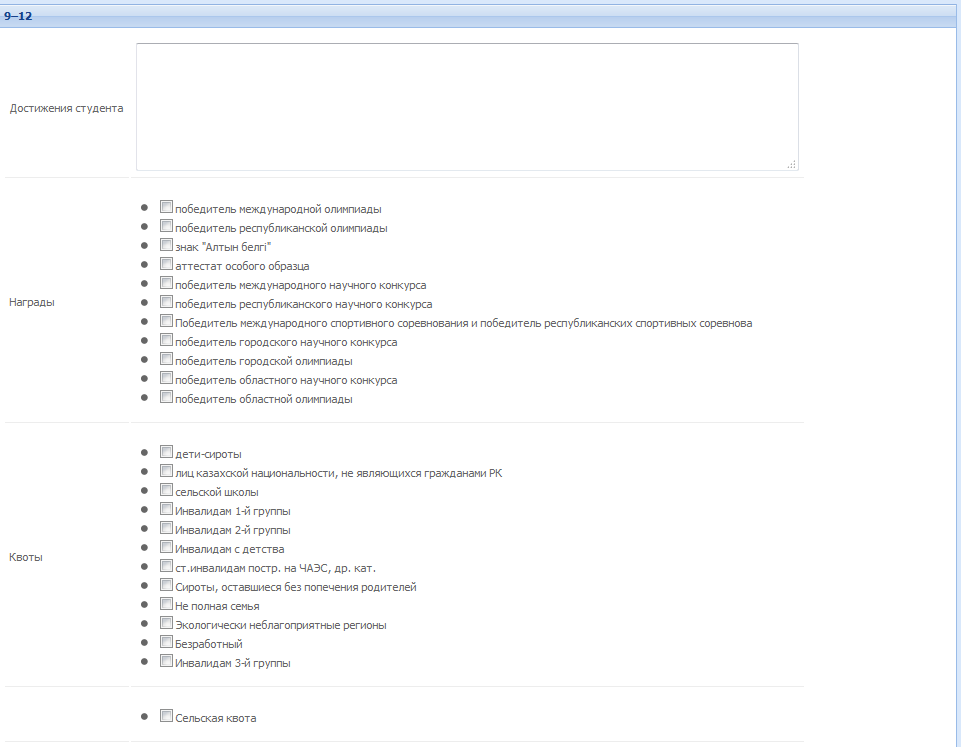 9–12
Достижения студента
Награды
победитель международной олимпиады
победитель республиканской олимпиады
знак "Алтын белгі"
аттестат особого образца
победитель международного научного конкурса
победитель республиканского научного конкурса
Победитель международного спортивного соревнования и победитель республиканских спортивных соревнова
победитель городского научного конкурса
победитель городской олимпиады
победитель областного научного конкурса
победитель областной олимпиады
Квоты
дети-сироты
лиц казахской национальности, не являющихся гражданами РК
сельской школы
Инвалидам 1-й группы
Инвалидам 2-й группы
Инвалидам с детства
ст.инвалидам постр. на ЧАЭС, др. кат.
Сироты, оставшиеся без попечения родителей
Не полная семья
Экологически неблагоприятные регионы
Безработный
Инвалидам 3-й группы
Сельская квота